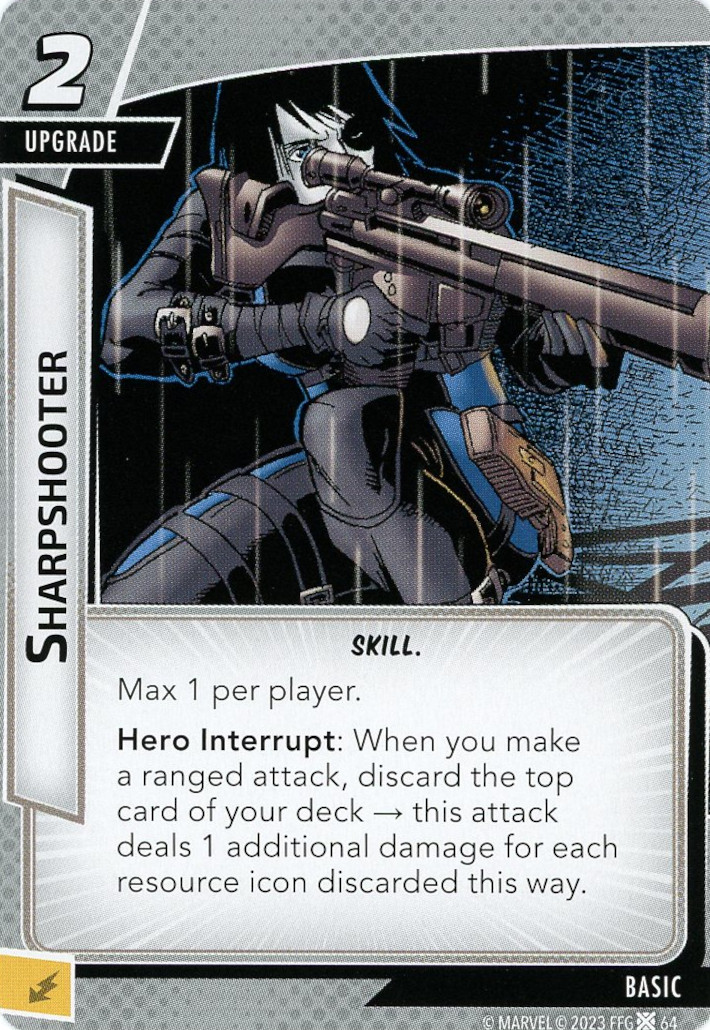 2
UPGRADE
SHARPSHOOTER
SKILL.
Max 1 per player.
Hero Interrupt: When you make
a ranged attack, discard the top
card of your deck → this attack
deals 1 additional damage for each
resource icon discarded this way.
BASIC
© MARVEL © 2023 FFG 64